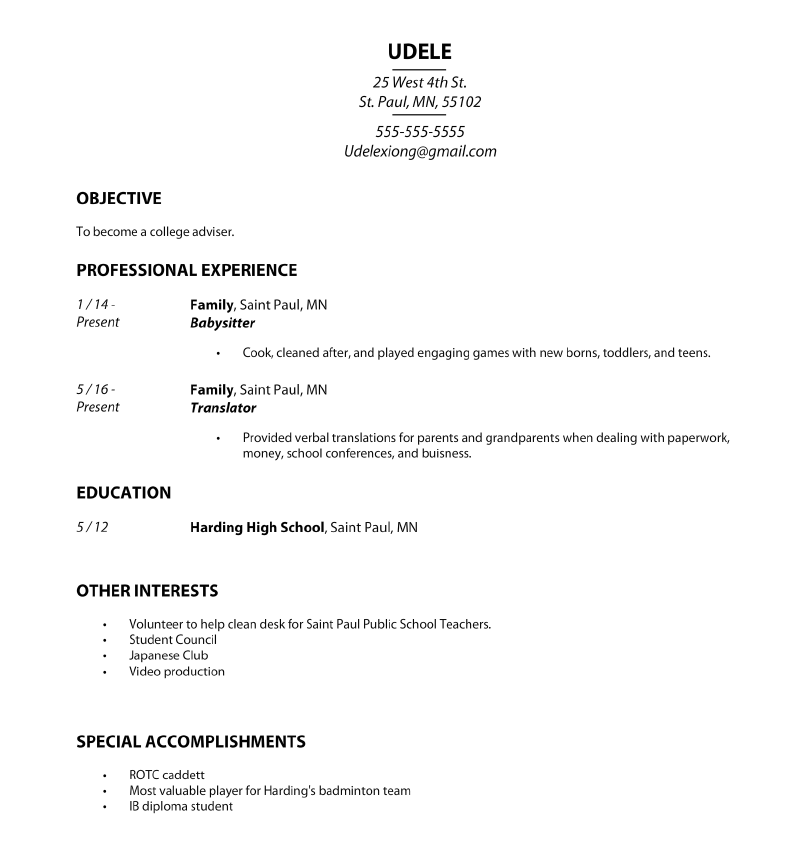 UDELE
25 West 4th St.
St. Paul, MN, 55102
555-555-5555
Udelexiong@gmail.com
OBJECTIVE
To become a college adviser.
PROFESSIONAL EXPERIENCE
1 / 14 - Family, Saint Paul, MN
Present Babysitter
• Cook, cleaned after, and played engaging games with new borns, toddlers, and teens.
5 / 16 - Family, Saint Paul, MN
Present Translator
• Provided verbal translations for parents and grandparents when dealing with paperwork,
money, school conferences, and buisness.
EDUCATION
5 / 12 Harding High School, Saint Paul, MN
OTHER INTERESTS
• Volunteer to help clean desk for Saint Paul Public School Teachers.
• Student Council
• Japanese Club
• Video production
SPECIAL ACCOMPLISHMENTS
• ROTC caddett
• Most valuable player for Harding's badminton team
• IB diploma student